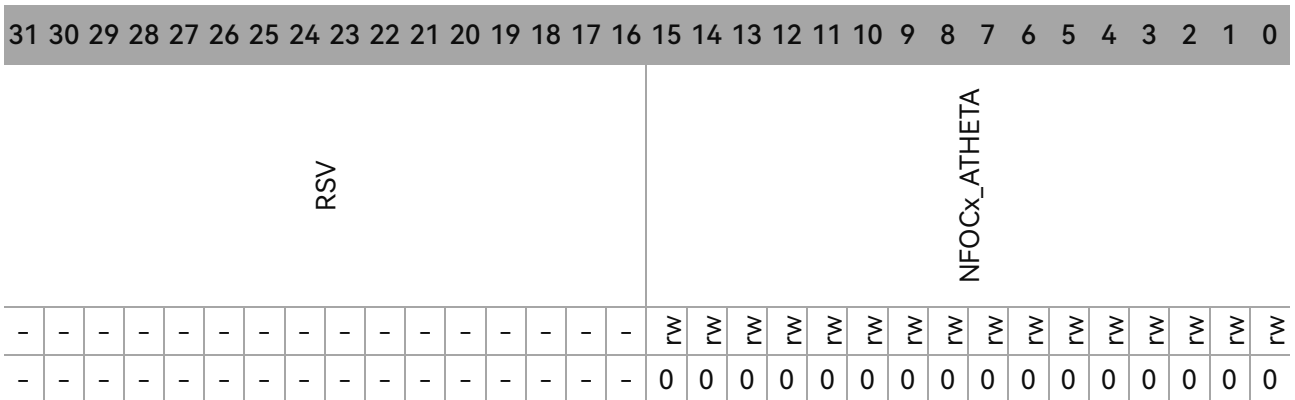 31 30 29 28 27 26 25 24 23 22 21 20 19 18 17 16 15 14 13 12 11 10 9 8 7 6 5 4 3 2 1 0
RSV NFOCx_ATHETA
– – – – – – – – – – – – – – – – rw rw rw rw rw rw rw rw rw rw rw rw rw rw rw rw
– – – – – – – – – – – – – – – – 0 0 0 0 0 0 0 0 0 0 0 0 0 0 0 0